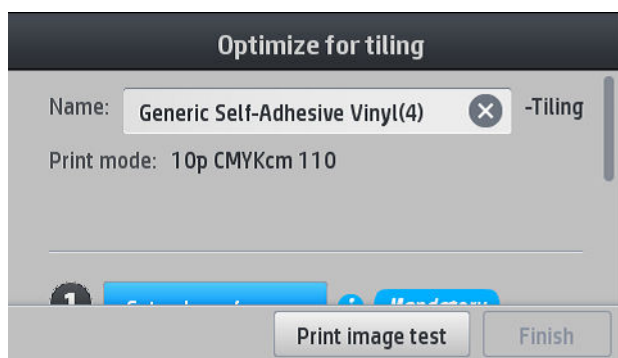 Optimize for tiling
Name: Generic Self-Adhesive Vinyl(4) -Tiling
Print mode: 10p CMYKcm 110
1 Mandatory
Print image test Finish